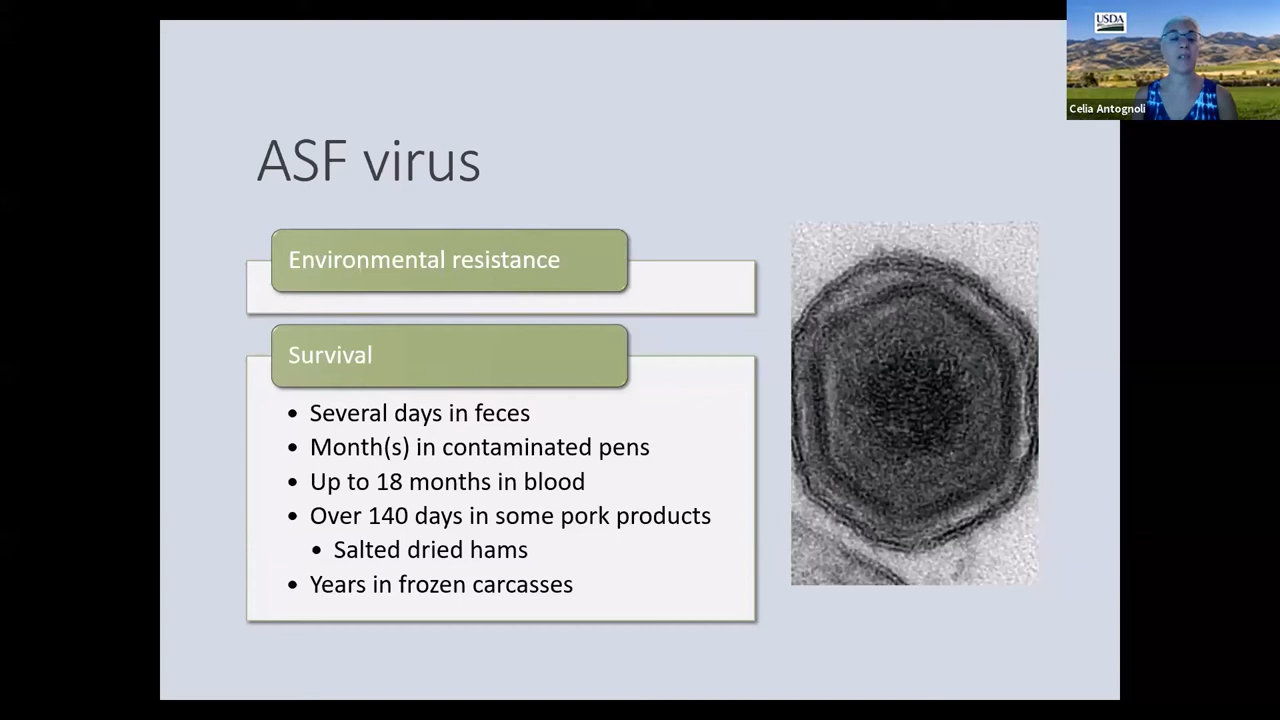 USDA
Celia Antognoli
ASF virus
Environmental resistance
Survival
• Several days in feces
• Month(s) in contaminated pens
• Up to 18 months in blood
• Over 140 days in some pork products
• Salted dried hams
• Years in frozen carcasses